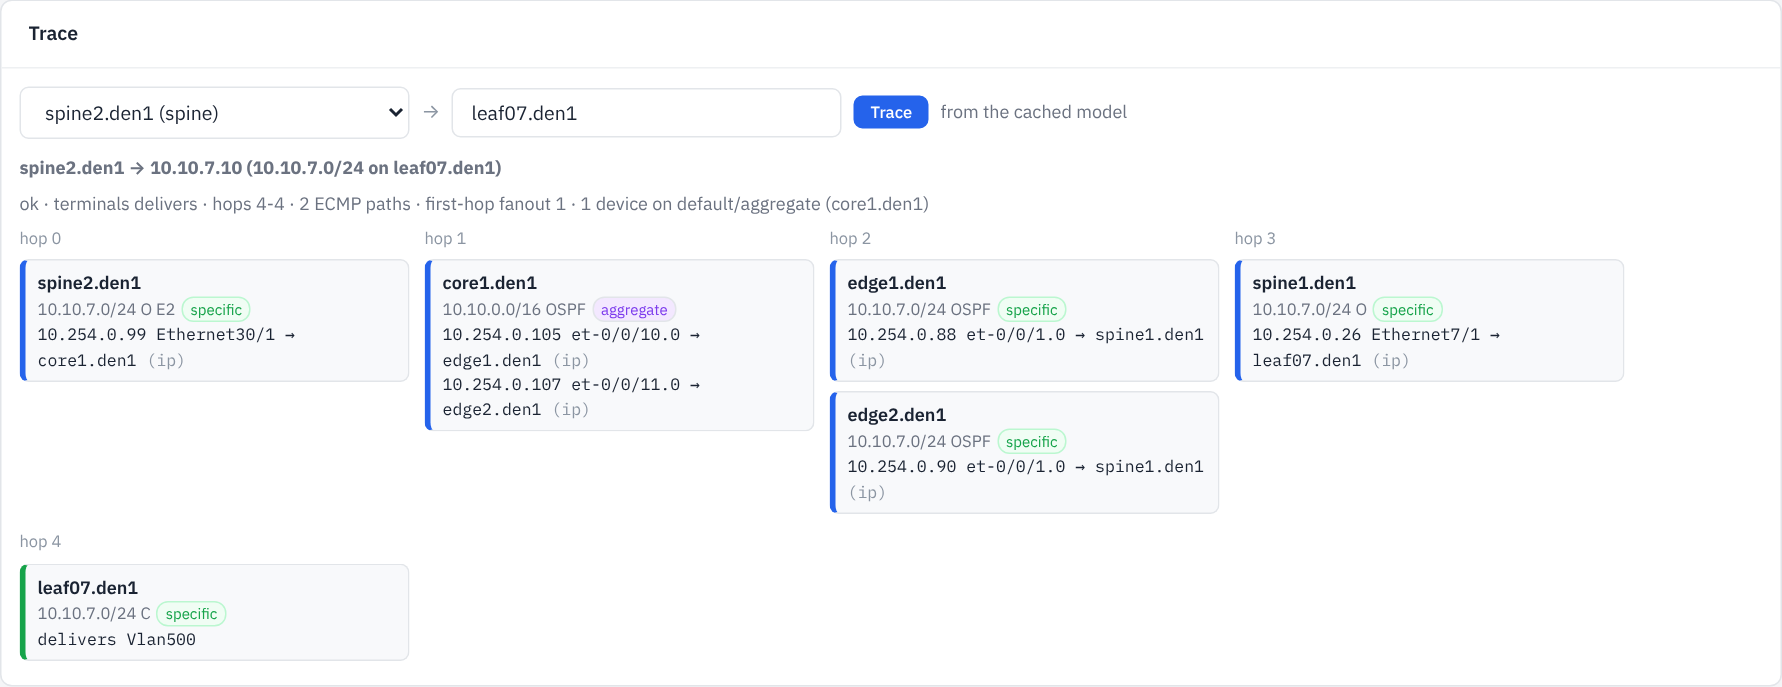 Trace
spine2.den1 (spine)
→
leaf07.den1
Trace
from the cached model
spine2.den1 → 10.10.7.10 (10.10.7.0/24 on leaf07.den1)
ok · terminals delivers · hops 4-4 · 2 ECMP paths · first-hop fanout 1 · 1 device on default/aggregate (core1.den1)
hop 0
spine2.den1
10.10.7.0/24 O E2 specific
10.254.0.99 Ethernet30/1 →
core1.den1 (ip)
hop 1
core1.den1
10.10.0.0/16 OSPF aggregate
10.254.0.105 et-0/0/10.0 →
edge1.den1 (ip)
10.254.0.107 et-0/0/11.0 →
edge2.den1 (ip)
hop 2
edge1.den1
10.10.7.0/24 OSPF specific
10.254.0.88 et-0/0/1.0 → spine1.den1
(ip)
edge2.den1
10.10.7.0/24 OSPF specific
10.254.0.90 et-0/0/1.0 → spine1.den1
(ip)
hop 3
spine1.den1
10.10.7.0/24 O specific
10.254.0.26 Ethernet7/1 →
leaf07.den1 (ip)
hop 4
leaf07.den1
10.10.7.0/24 C specific
delivers Vlan500